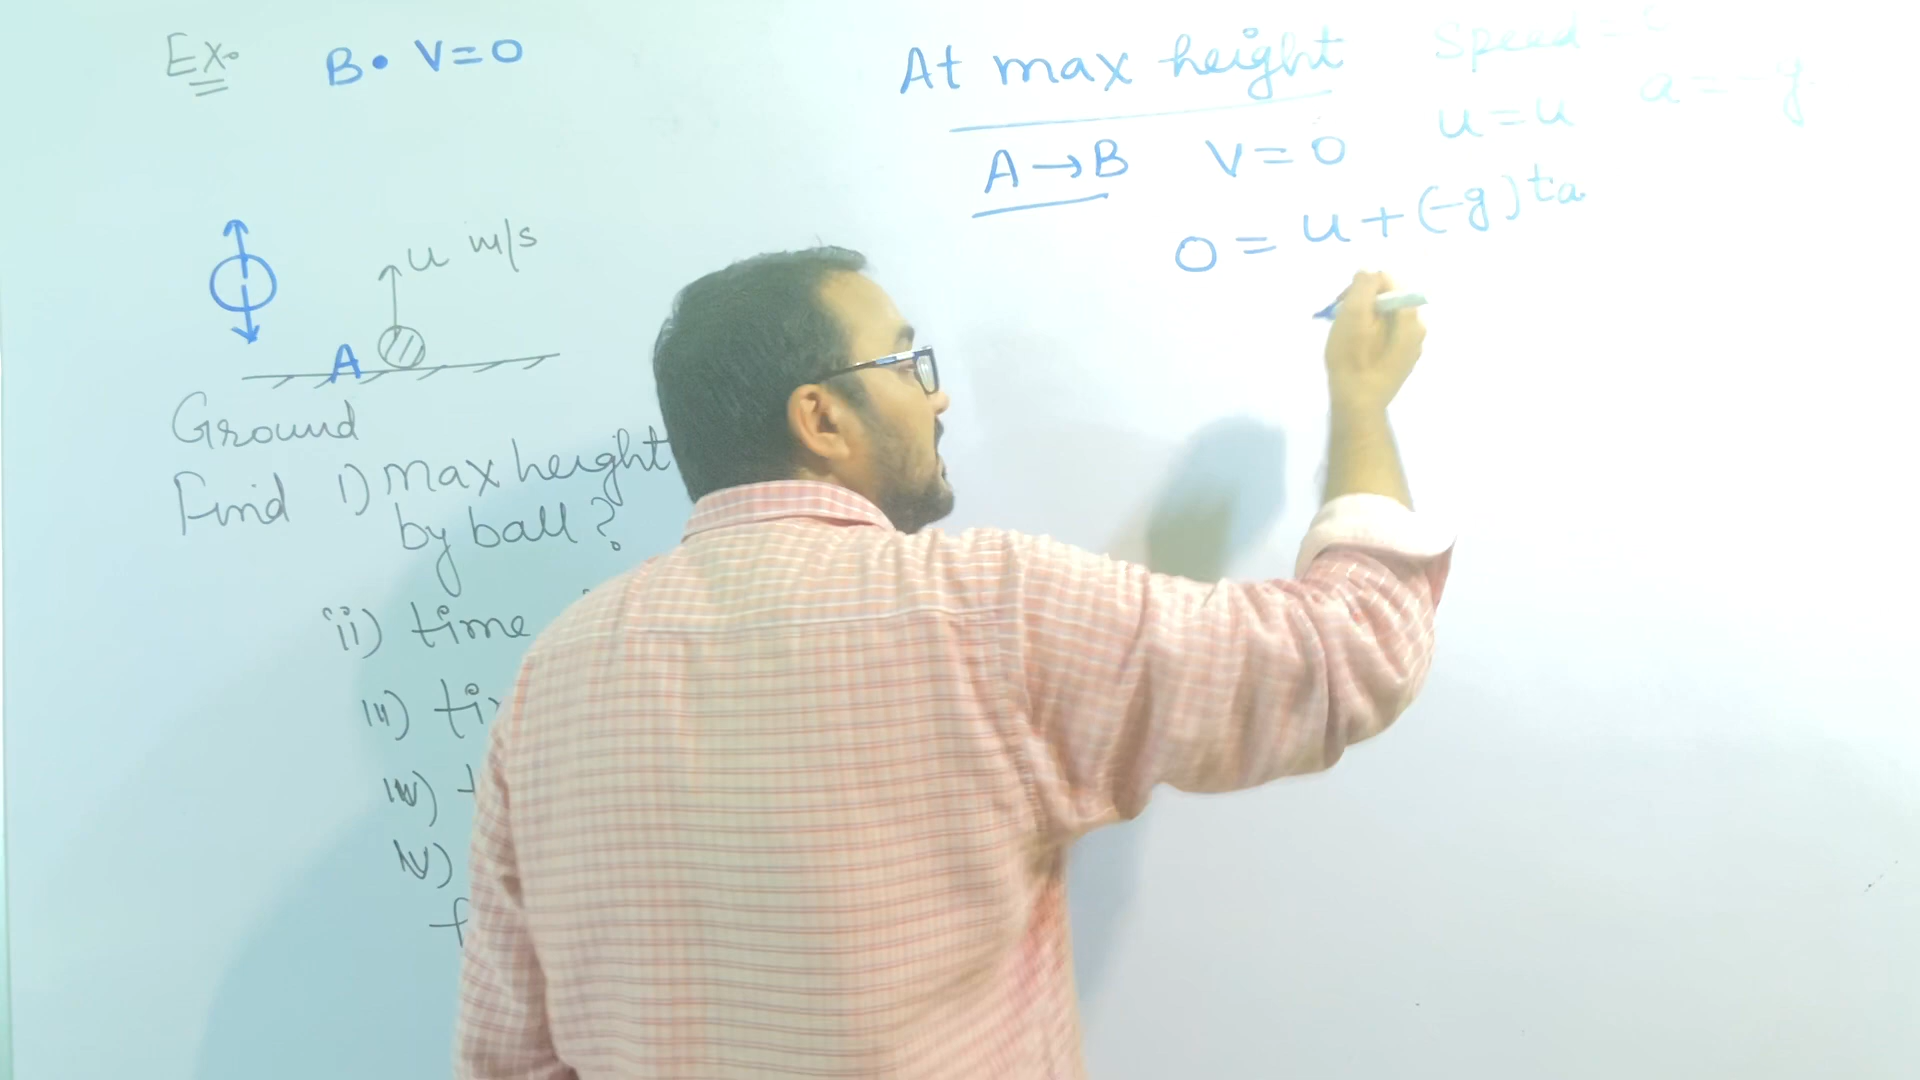 Ex.
B• V=0
u m/s
A
Ground
Find 1) max height
by ball?
ii) time
iii)
iv)
iv)
At max height Speed =
A→B V=0 u=u a=-g
0 = u+(-g)ta